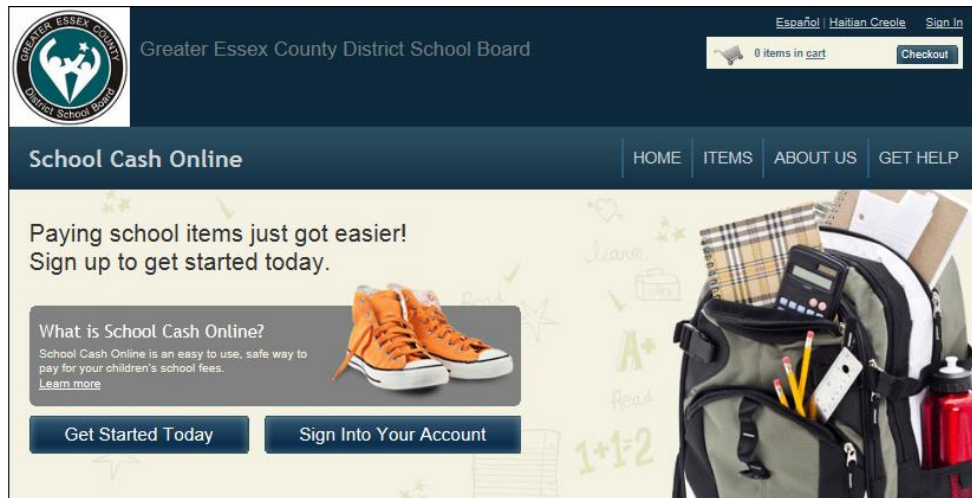 GREATER ESSEX COUNTY
District School Board
Greater Essex County District School Board
Español | Haitian Creole Sign In
0 items in cart Checkout
School Cash Online
HOME ITEMS ABOUT US GET HELP
Paying school items just got easier!
Sign up to get started today.
What is School Cash Online?
School Cash Online is an easy to use, safe way to
pay for your children's school fees.
Learn more
Get Started Today Sign Into Your Account
learn
Read
A+
Read
1+1=2